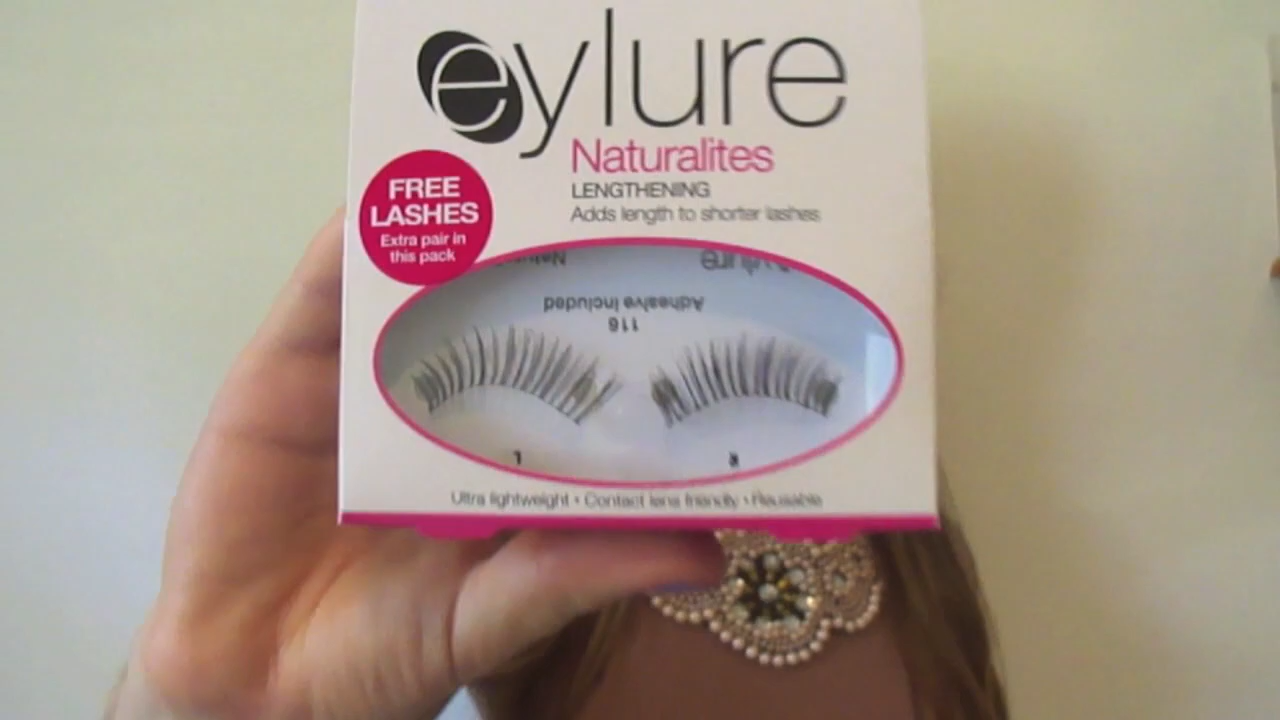 eylure
Naturalites
LENGTHENING
Adds length to shorter lashes
FREE
LASHES
Extra pair in
this pack
Adhesive included
116
L
R
Ultra lightweight • Contact lens friendly • Reusable